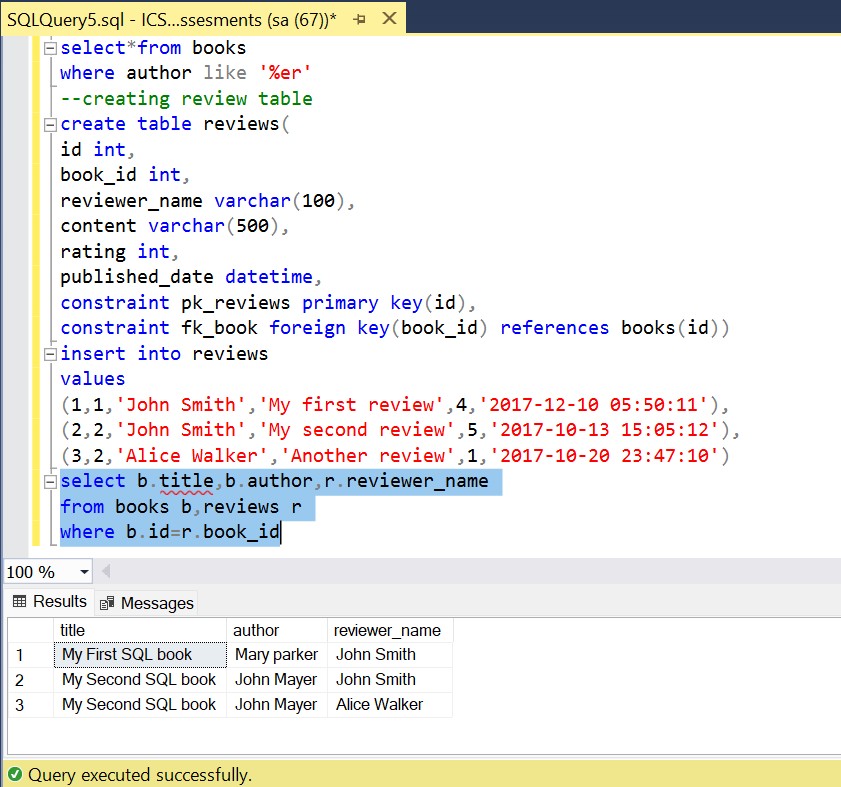 SQLQuery5.sql - ICS...ssesments (sa (67))*
select*from books
where author like '%er'
--creating review table
create table reviews(
id int,
book_id int,
reviewer_name varchar(100),
content varchar(500),
rating int,
published_date datetime,
constraint pk_reviews primary key(id),
constraint fk_book foreign key(book_id) references books(id))
insert into reviews
values
(1,1,'John Smith','My first review',4,'2017-12-10 05:50:11'),
(2,2,'John Smith','My second review',5,'2017-10-13 15:05:12'),
(3,2,'Alice Walker','Another review',1,'2017-10-20 23:47:10')
select b.title,b.author,r.reviewer_name
from books b,reviews r
where b.id=r.book_id
100 %
Results Messages
title author reviewer_name
1 My First SQL book Mary parker John Smith
2 My Second SQL book John Mayer John Smith
3 My Second SQL book John Mayer Alice Walker
Query executed successfully.